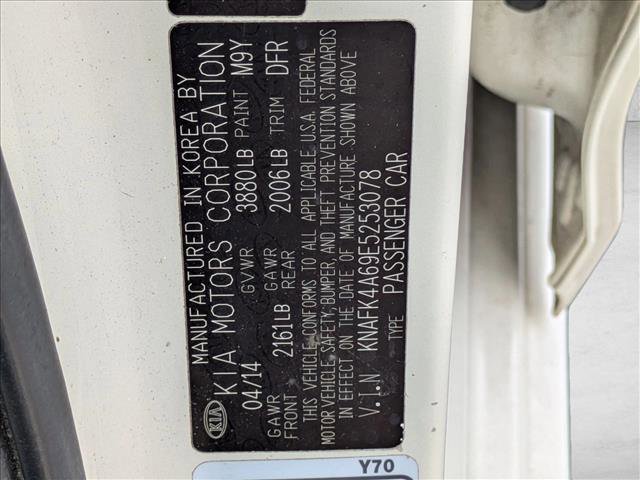 MANUFACTURED IN KOREA BY
KIA KIA MOTORS CORPORATION
04/14 GVWR 3880LB PAINT M9Y
GAWR FRONT 2161LB GAWR REAR 2006LB TRIM DFR
THIS VEHICLE CONFORMS TO ALL APPLICABLE U.S.A. FEDERAL
MOTOR VEHICLE SAFETY, BUMPER, AND THEFT PREVENTION STANDARDS
IN EFFECT ON THE DATE OF MANUFACTURE SHOWN ABOVE
V.I.N KNAFK4A69E5253078
TYPE PASSENGER CAR
Y70